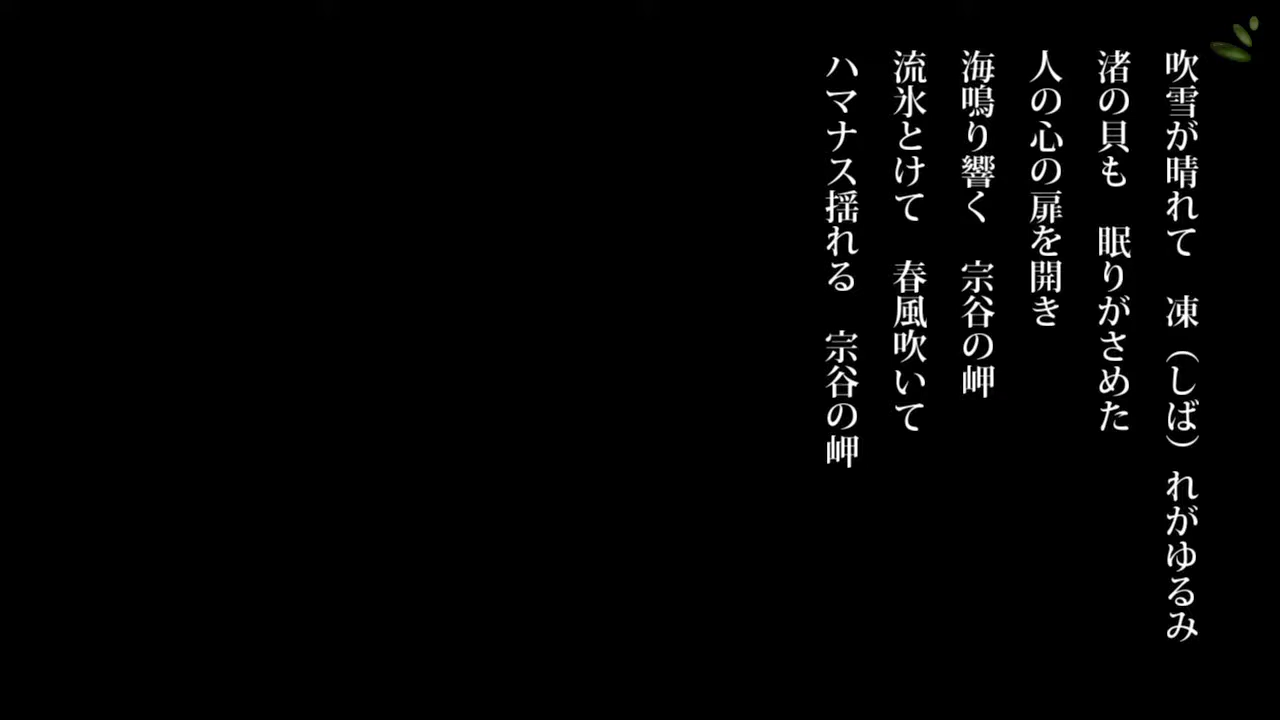 吹雪が晴れて　凍（しば）れがゆるみ
渚の貝も　眠りがさめた
人の心の扉を開き
海鳴り響く　宗谷の岬
流氷とけて　春風吹いて
ハマナス揺れる　宗谷の岬